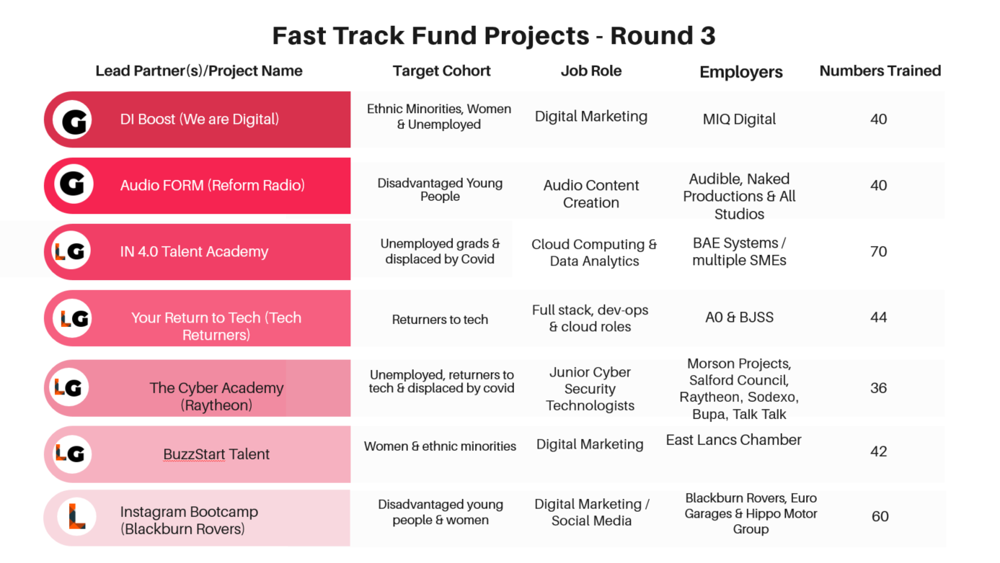 Fast Track Fund Projects - Round 3
Lead Partner(s)/Project Name
Target Cohort
Job Role
Employers
Numbers Trained
G
DI Boost (We are Digital)
Ethnic Minorities, Women
& Unemployed
Digital Marketing
MIQ Digital
40
G
Audio FORM (Reform Radio)
Disadvantaged Young
People
Audio Content
Creation
Audible, Naked
Productions & All
Studios
40
LG
IN 4.0 Talent Academy
Unemployed grads &
displaced by Covid
Cloud Computing &
Data Analytics
BAE Systems /
multiple SMEs
70
LG
Your Return to Tech (Tech
Returners)
Returners to tech
Full stack, dev-ops
& cloud roles
A0 & BJSS
44
LG
The Cyber Academy
(Raytheon)
Unemployed, returners to
tech & displaced by covid
Junior Cyber
Security
Technologists
Morson Projects,
Salford Council,
Raytheon, Sodexo,
Bupa, Talk Talk
36
LG
BuzzStart Talent
Women & ethnic minorities
Digital Marketing
East Lancs Chamber
42
L
Instagram Bootcamp
(Blackburn Rovers)
Disadvantaged young
people & women
Digital Marketing /
Social Media
Blackburn Rovers, Euro
Garages & Hippo Motor
Group
60